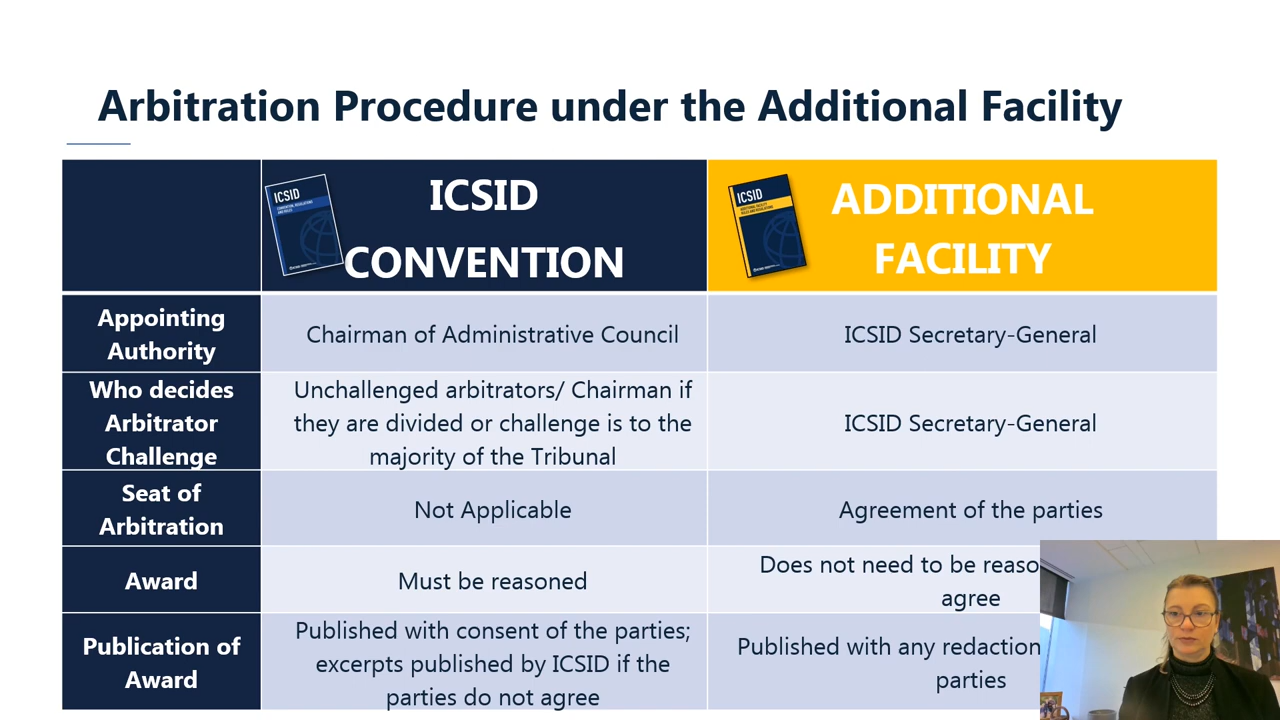 Arbitration Procedure under the Additional Facility
ICSID
CONVENTION
ICSID
ADDITIONAL
FACILITY
ICSID
Appointing
Authority
Chairman of Administrative Council
ICSID Secretary-General
Who decides
Arbitrator
Challenge
Unchallenged arbitrators/ Chairman if
they are divided or challenge is to the
majority of the Tribunal
ICSID Secretary-General
Seat of
Arbitration
Not Applicable
Agreement of the parties
Award
Must be reasoned
Does not need to be reaso
agree
Publication of
Award
Published with consent of the parties;
excerpts published by ICSID if the
parties do not agree
Published with any redaction
parties